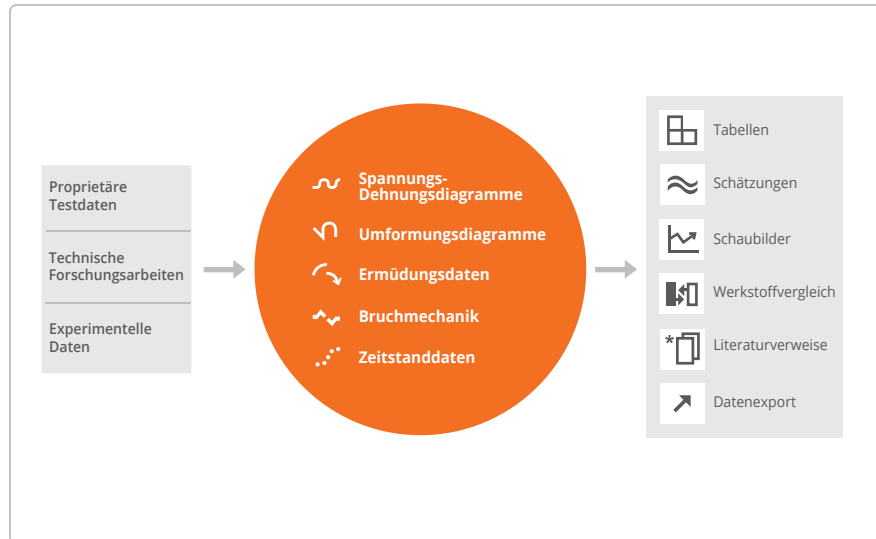 Proprietäre
Testdaten
Technische
Forschungsarbeiten
Experimentelle
Daten
Spannungs-
Dehnungsdiagramme
Umformungsdiagramme
Ermüdungsdaten
Bruchmechanik
Zeitstanddaten
Tabellen
Schätzungen
Schaubilder
Werkstoffvergleich
Literaturverweise
Datenexport